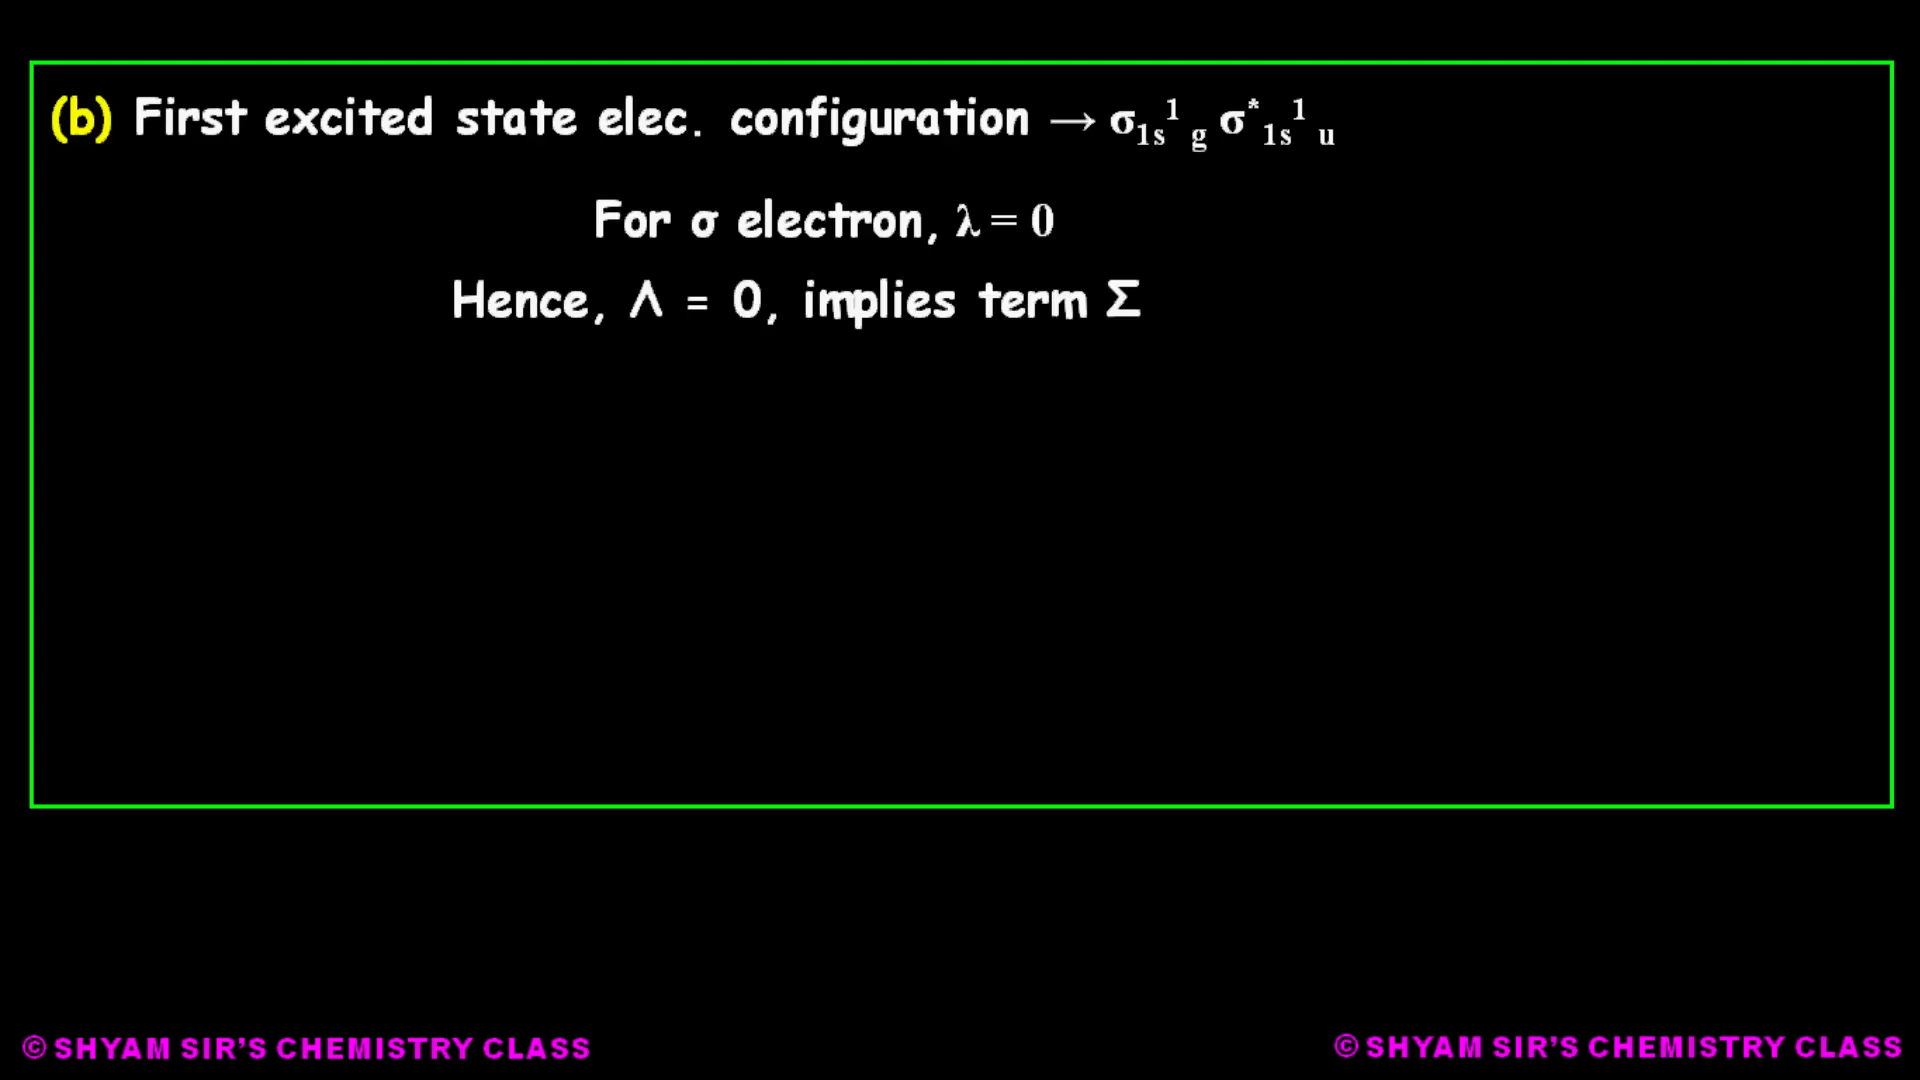 (b) First excited state elec. configuration → σ₁ₛ¹ g σ*₁ₛ¹ u
For σ electron, λ = 0
Hence, Λ = 0, implies term Σ
© SHYAM SIR'S CHEMISTRY CLASS
© SHYAM SIR'S CHEMISTRY CLASS